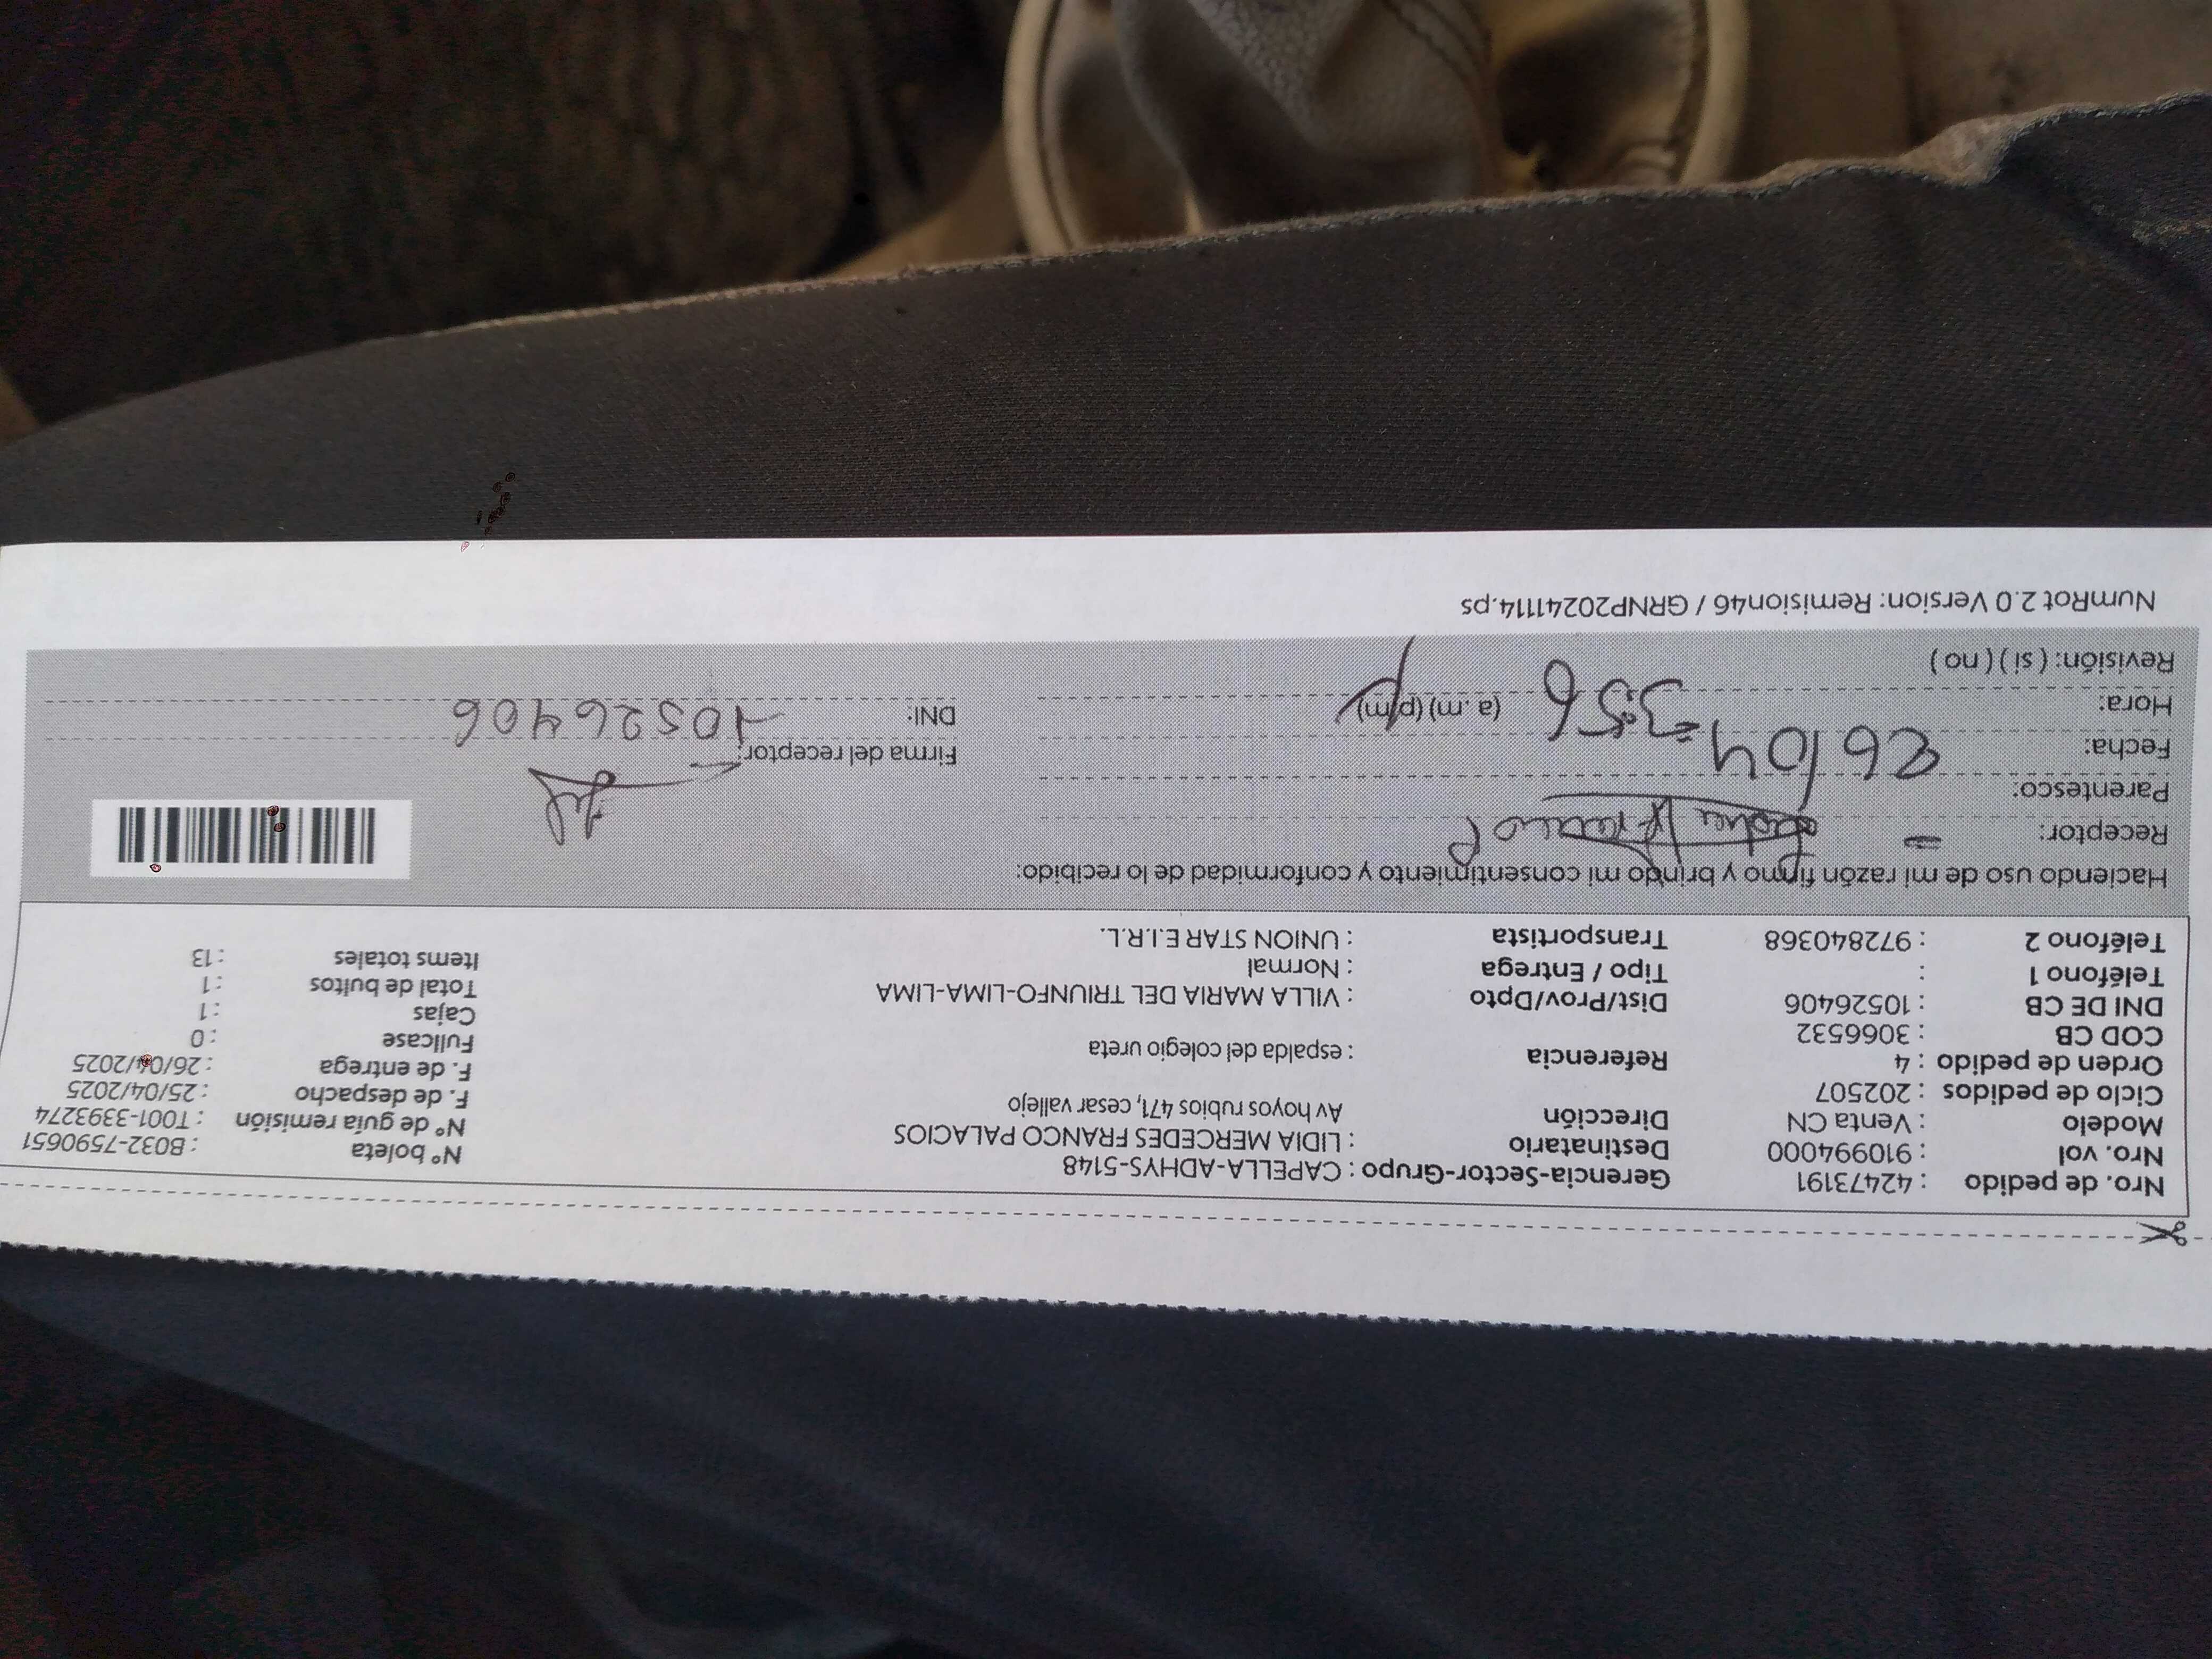 Nro. de pedido : 42473191 Gerencia-Sector-Grupo : CAPELLA-ADHYS-5148 N° boleta : B032-7590651
Nro. vol : 910994000 Destinatario : LIDIA MERCEDES FRANCO PALACIOS N° de guía remisión : T001-3393274
Modelo : Venta CN Dirección Av hoyos rubios 471, cesar vallejo F. de despacho : 25/04/2025
Ciclo de pedidos : 202507 F. de entrega : 26/04/2025
Orden de pedido : 4 Referencia : espalda del colegio ureta Fullcase : 0
COD CB : 3066532 Cajas : 1
DNI DE CB : 10526406 Dist/Prov/Dpto : VILLA MARIA DEL TRIUNFO-LIMA-LIMA Total de bultos : 1
Teléfono 1 : Tipo / Entrega : Normal Items totales : 13
Teléfono 2 : 972840368 Transportista : UNION STAR E.I.R.L.
Haciendo uso de mi razón firmo y brindo mi consentimiento y conformidad de lo recibido:
Receptor: Franco P
Parentesco:
Fecha: 26/04 Firma del receptor:
Hora: 3:56 (a. m) (p/m) p DNI: 10526406
Revisión: ( si ) ( no )
NumRot 2.0 Version: Remision46 / GRNP20241114.ps